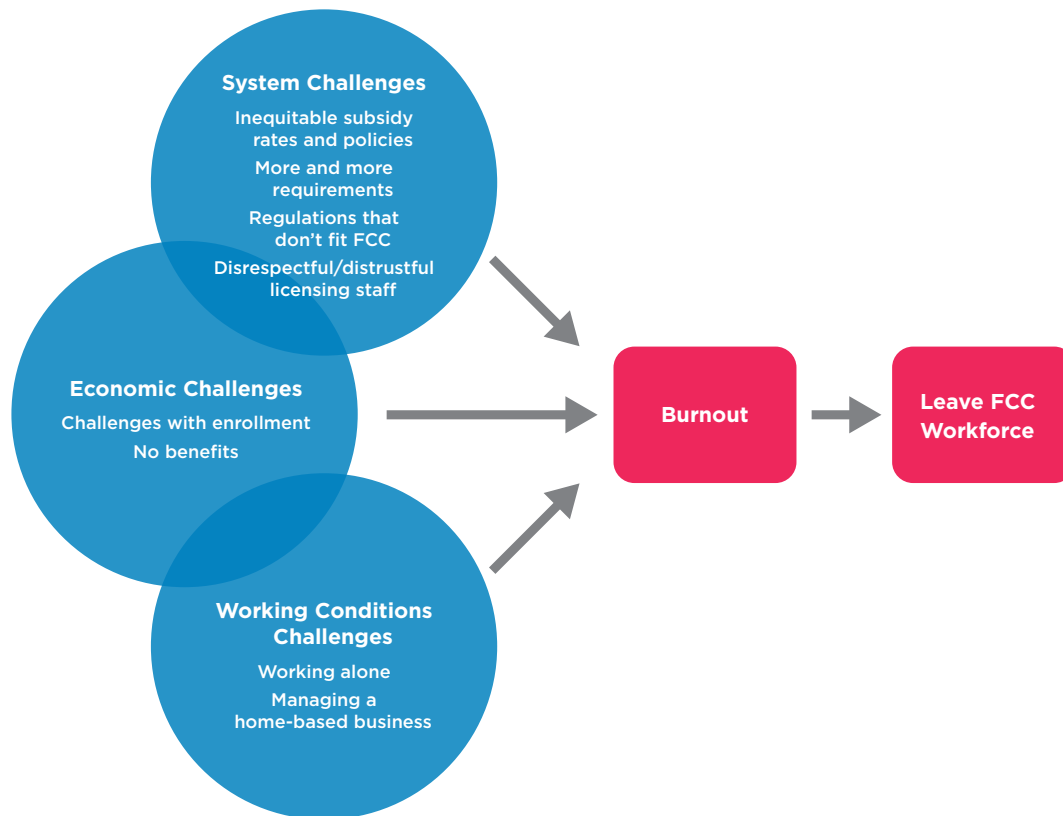 System Challenges
Inequitable subsidy
rates and policies
More and more
requirements
Regulations that
don’t fit FCC
Disrespectful/distrustful
licensing staff
Economic Challenges
Challenges with enrollment
No benefits
Working Conditions
Challenges
Working alone
Managing a
home-based business
Burnout
Leave FCC
Workforce